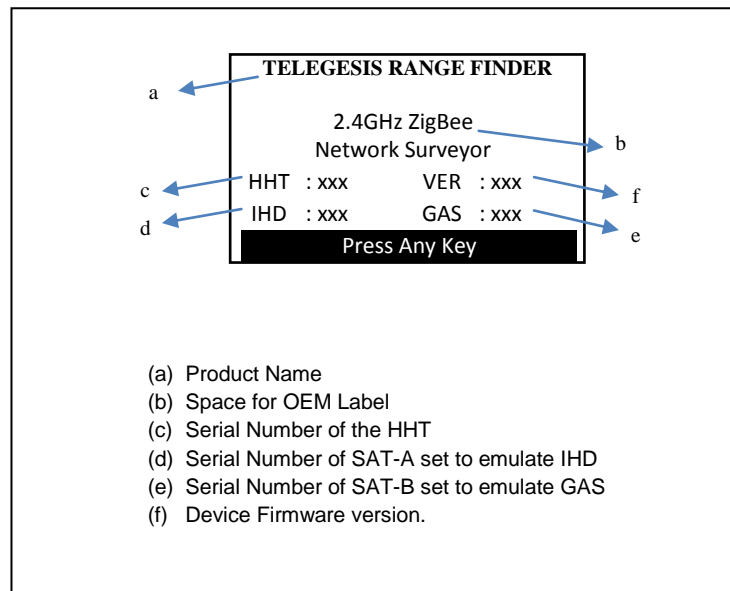 TELEGESIS RANGE FINDER
a
2.4GHz ZigBee
b
Network Surveyor
c HHT : xxx VER : xxx f
d IHD : xxx GAS : xxx e
Press Any Key
(a) Product Name
(b) Space for OEM Label
(c) Serial Number of the HHT
(d) Serial Number of SAT-A set to emulate IHD
(e) Serial Number of SAT-B set to emulate GAS
(f) Device Firmware version.